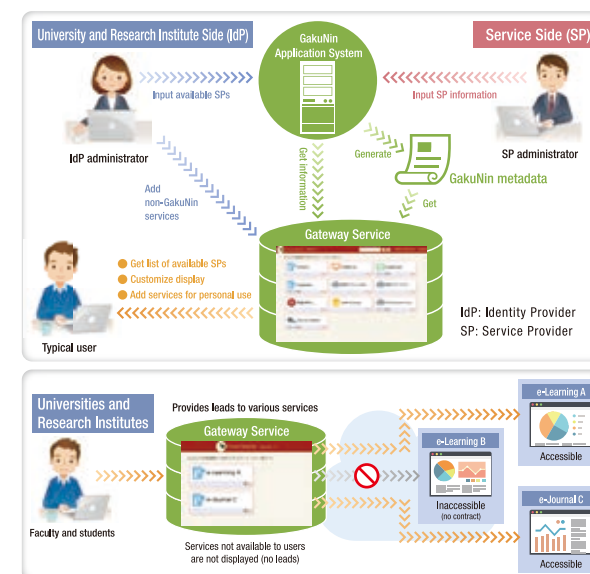 University and Research Institute Side (IdP)
GakuNin
Application System
Service Side (SP)
Input available SPs
Input SP information
IdP administrator
Get information
Generate
SP administrator
GakuNin metadata
Add
non-GakuNin
services
Get
Gateway Service
Get list of available SPs
Customize display
Add services for personal use
IdP: Identity Provider
SP: Service Provider
Typical user
Universities and
Research Institutes
Provides leads to various services
Gateway Service
e-Learning A
e-Journal C
e-Learning A
Accessible
e-Learning B
Inaccessible
(no contract)
e-Journal C
Accessible
Faculty and students
Services not available to users
are not displayed (no leads)